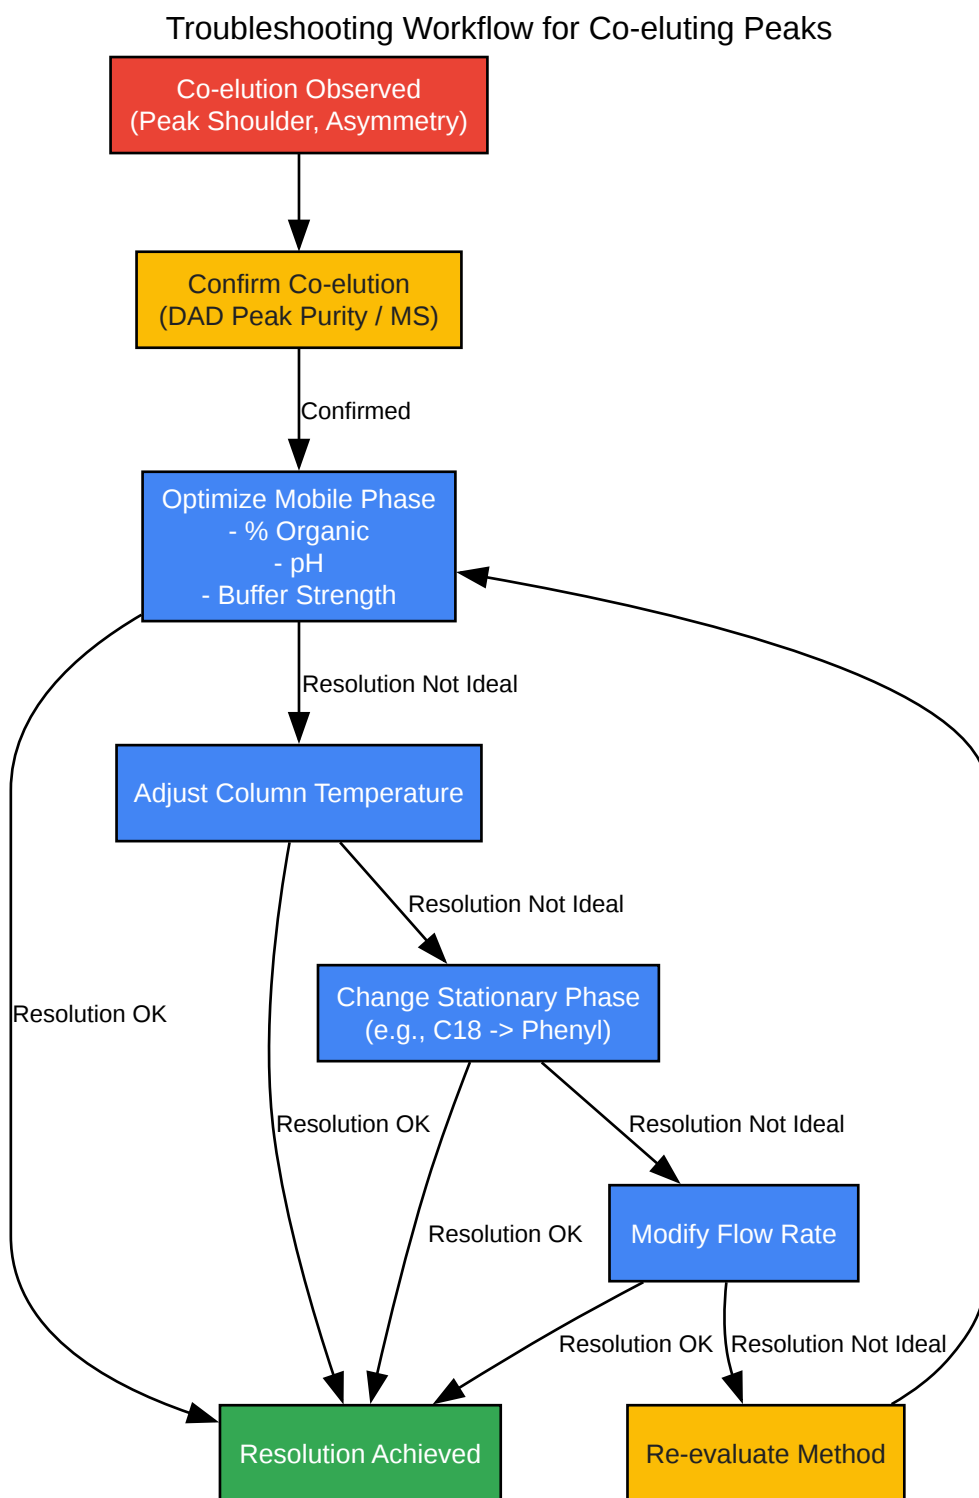 Troubleshooting Workflow for Co-eluting Peaks
Co-elution Observed
(Peak Shoulder, Asymmetry)
Confirm Co-elution
(DAD Peak Purity / MS)
Confirmed
Optimize Mobile Phase
- % Organic
- pH
- Buffer Strength
Resolution Not Ideal
Adjust Column Temperature
Resolution Not Ideal
Change Stationary Phase
(e.g., C18 -> Phenyl)
Resolution OK
Resolution OK
Resolution Not Ideal
Resolution OK
Modify Flow Rate
Resolution OK
Resolution Not Ideal
Resolution Achieved
Re-evaluate Method